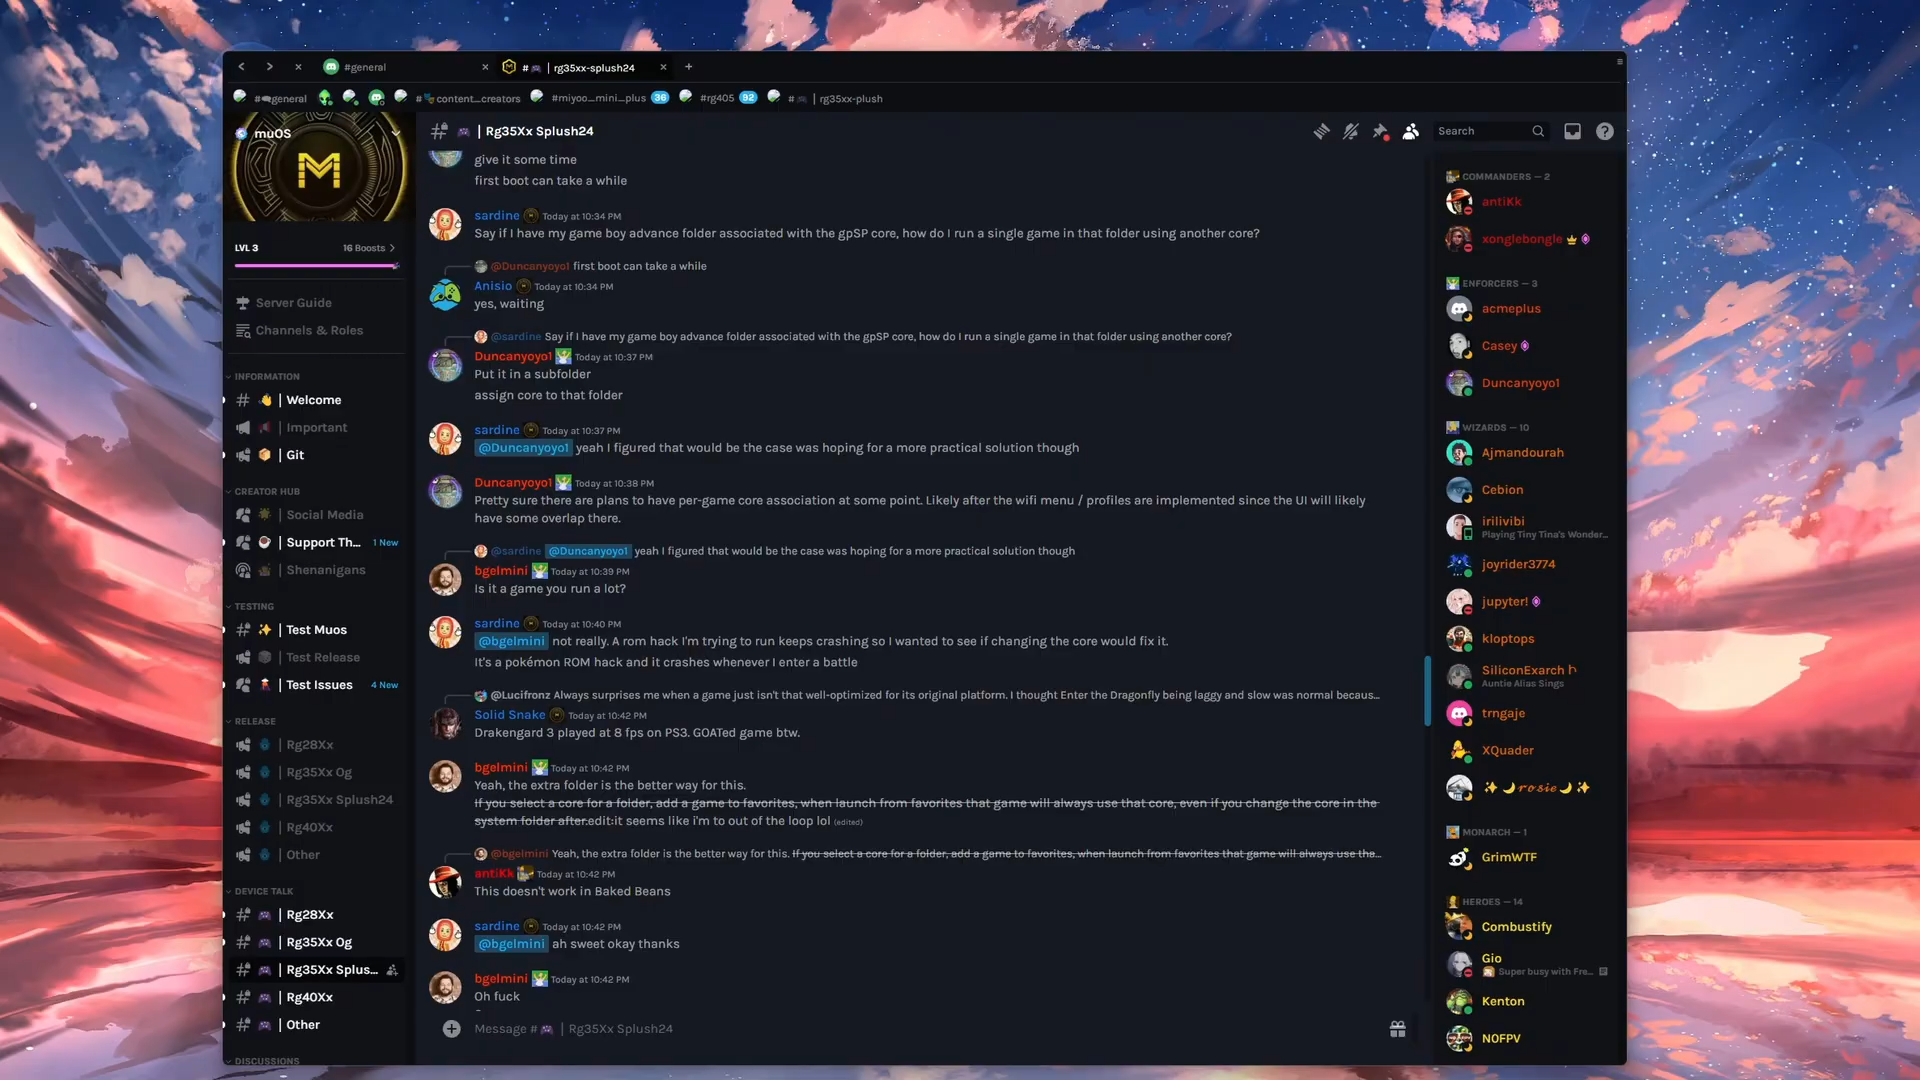 #general
# | rg35xx-splush24
#general
# content_creators
#miyoo_mini_plus 36
#rg405 92
# | rg35xx-plush
muOS
LVL 3
16 Boosts
Server Guide
Channels & Roles
INFORMATION
| Welcome
| Important
| Git
CREATOR HUB
| Social Media
| Support Th... 1 New
| Shenanigans
TESTING
| Test Muos
| Test Release
| Test Issues 4 New
RELEASE
| Rg28Xx
| Rg35Xx Og
| Rg35Xx Splush24
| Rg40Xx
| Other
DEVICE TALK
| Rg28Xx
| Rg35Xx Og
| Rg35Xx Splus...
| Rg40Xx
| Other
DISCUSSIONS
| Rg35Xx Splush24
Search
give it some time
first boot can take a while
sardine Today at 10:34 PM
Say if I have my game boy advance folder associated with the gpSP core, how do I run a single game in that folder using another core?
@Duncanyoyo1 first boot can take a while
Anisio Today at 10:34 PM
yes, waiting
@sardine Say if I have my game boy advance folder associated with the gpSP core, how do I run a single game in that folder using another core?
Duncanyoyo1 Today at 10:37 PM
Put it in a subfolder
assign core to that folder
sardine Today at 10:37 PM
@Duncanyoyo1 yeah I figured that would be the case was hoping for a more practical solution though
Duncanyoyo1 Today at 10:38 PM
Pretty sure there are plans to have per-game core association at some point. Likely after the wifi menu / profiles are implemented since the UI will likely
have some overlap there.
@sardine @Duncanyoyo1 yeah I figured that would be the case was hoping for a more practical solution though
bgelmini Today at 10:39 PM
Is it a game you run a lot?
sardine Today at 10:40 PM
@bgelmini not really. A rom hack I'm trying to run keeps crashing so I wanted to see if changing the core would fix it.
It's a pokémon ROM hack and it crashes whenever I enter a battle
@Lucifronz Always surprises me when a game just isn't that well-optimized for its original platform. I thought Enter the Dragonfly being laggy and slow was normal becaus...
Solid Snake Today at 10:42 PM
Drakengard 3 played at 8 fps on PS3. GOATed game btw.
bgelmini Today at 10:42 PM
Yeah, the extra folder is the better way for this.
If you select a core for a folder, add a game to favorites, when launch from favorites that game will always use that core, even if you change the core in the
system folder after.edit:it seems like i'm to out of the loop lol (edited)
@bgelmini Yeah, the extra folder is the better way for this. If you select a core for a folder, add a game to favorites, when launch from favorites that game will always use the...
antiKk Today at 10:42 PM
This doesn't work in Baked Beans
sardine Today at 10:42 PM
@bgelmini ah sweet okay thanks
bgelmini Today at 10:42 PM
Oh fuck
Message # | Rg35Xx Splush24
COMMANDERS — 2
antiKk
xonglebongle
ENFORCERS — 3
acmeplus
Casey
Duncanyoyo1
WIZARDS — 10
Ajmandourah
Cebion
irilivibi
Playing Tiny Tina's Wonder...
joyrider3774
jupyter!
kloptops
SiliconExarch
Auntie Alias Sings
trngaje
XQuader
✨🌙𝓻𝓸𝓼𝓲𝓮🌙✨
MONARCH — 1
GrimWTF
HEROES — 14
Combustify
Gio
Super busy with Fre...
Kenton
N0FPV